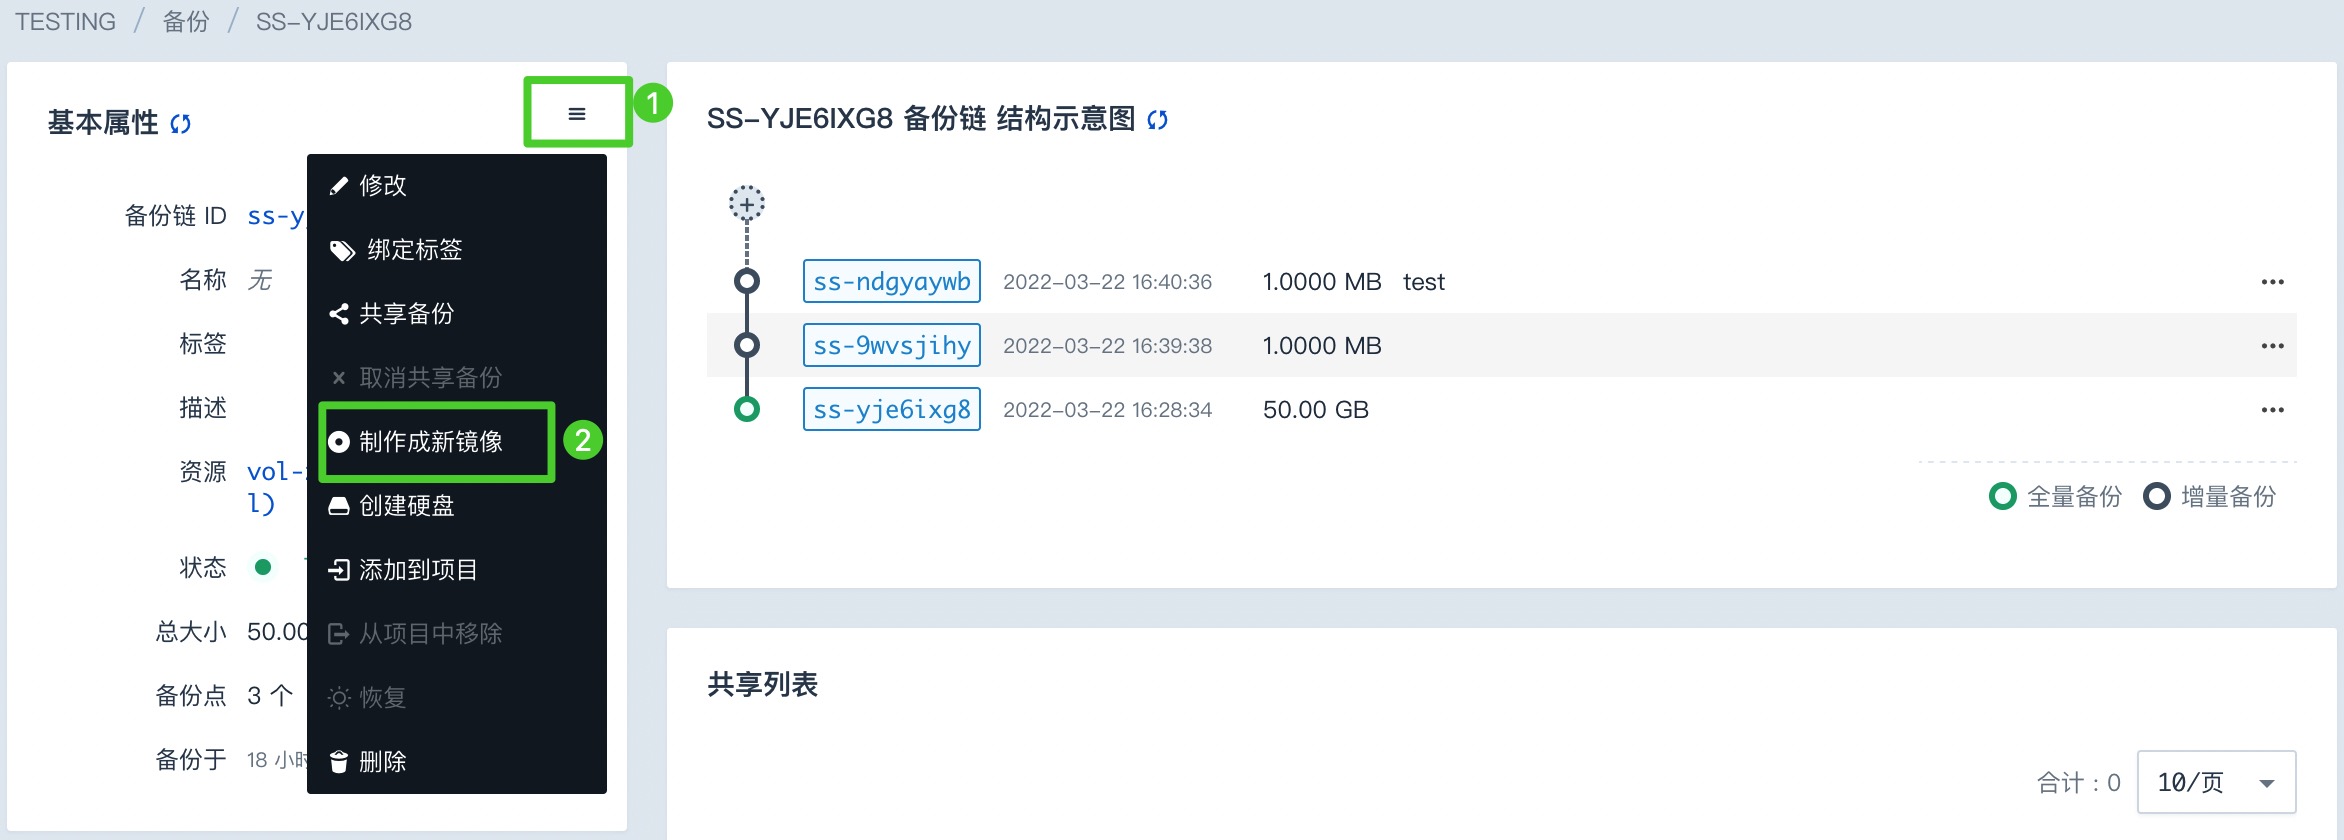 TESTING / 备份 / SS-YJE6IXG8
基本属性
1
修改
绑定标签
共享备份
取消共享备份
制作成新镜像
2
创建硬盘
添加到项目
从项目中移除
恢复
删除
备份链 ID ss-y
名称 无
标签
描述
资源 vol-
l)
状态
总大小 50.00
备份点 3 个
备份于 18 小
SS-YJE6IXG8 备份链 结构示意图
ss-ndgyaywb 2022-03-22 16:40:36 1.0000 MB test
ss-9wvsjihy 2022-03-22 16:39:38 1.0000 MB
ss-yje6ixg8 2022-03-22 16:28:34 50.00 GB
全量备份 增量备份
共享列表
合计：0 10/页